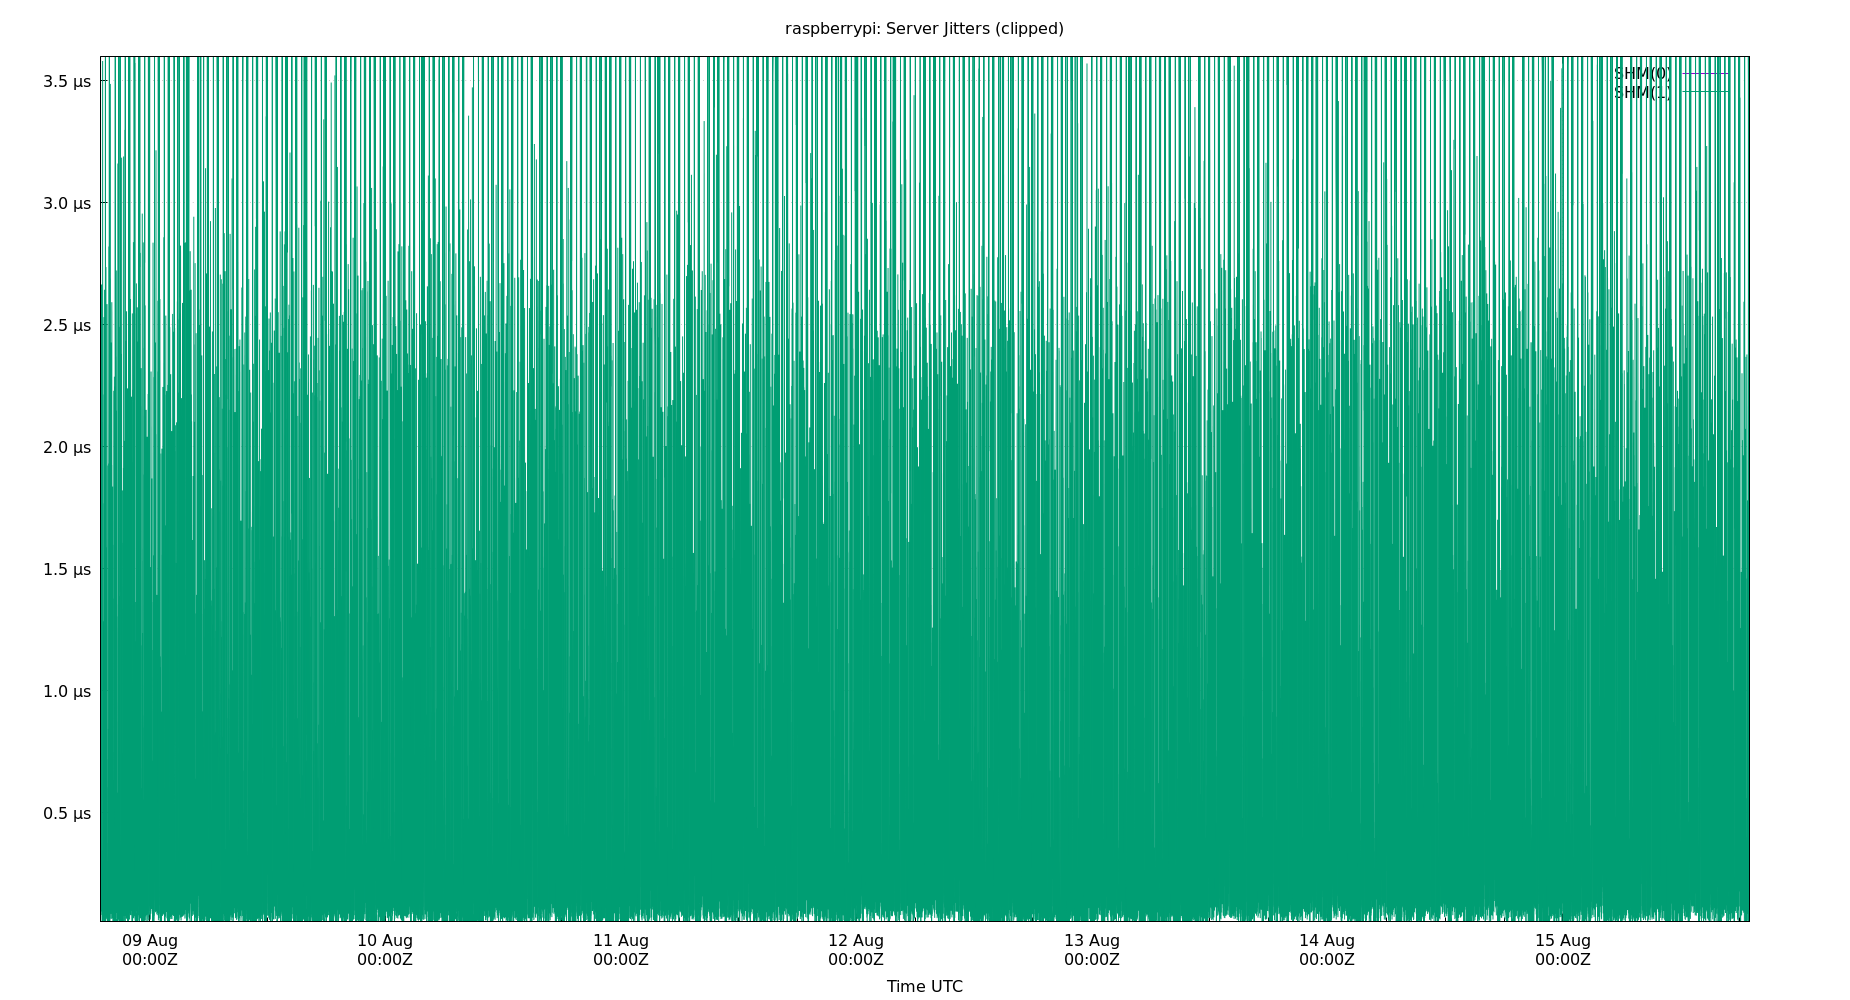 raspberrypi: Server Jitters (clipped)
SHM(0)
SHM(1)
3.5 μs
3.0 μs
2.5 μs
2.0 μs
1.5 μs
1.0 μs
0.5 μs
09 Aug 10 Aug 11 Aug 12 Aug 13 Aug 14 Aug 15 Aug
00:00Z 00:00Z 00:00Z 00:00Z 00:00Z 00:00Z 00:00Z
Time UTC